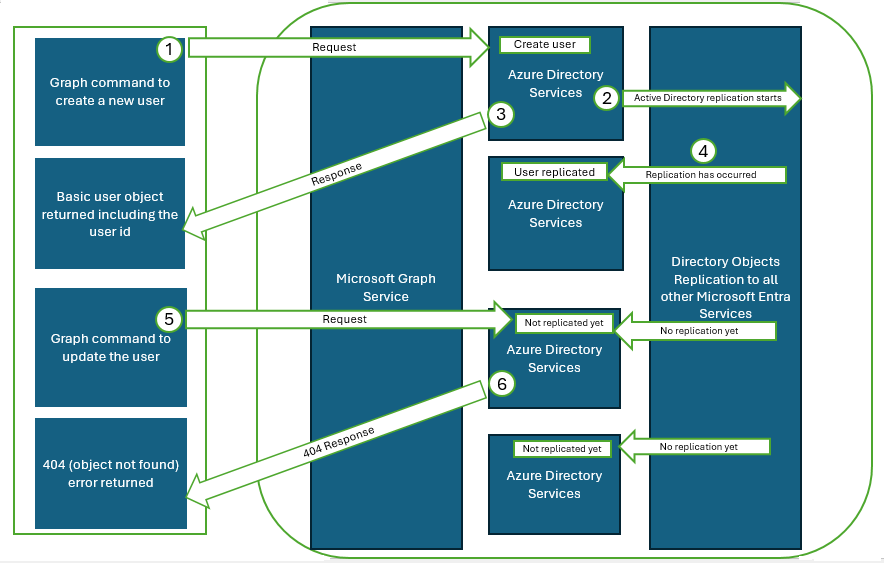 1
Graph command to
create a new user
Request
Create user
Azure Directory
Services
2
Active Directory replication starts
3
Response
4
Replication has occurred
User replicated
Azure Directory
Services
Basic user object
returned including the
user id
Microsoft Graph
Service
Directory Objects
Replication to all
other Microsoft Entra
Services
5
Graph command to
update the user
Request
Not replicated yet
No replication yet
Azure Directory
Services
6
404 Response
404 (object not found)
error returned
Not replicated yet
No replication yet
Azure Directory
Services